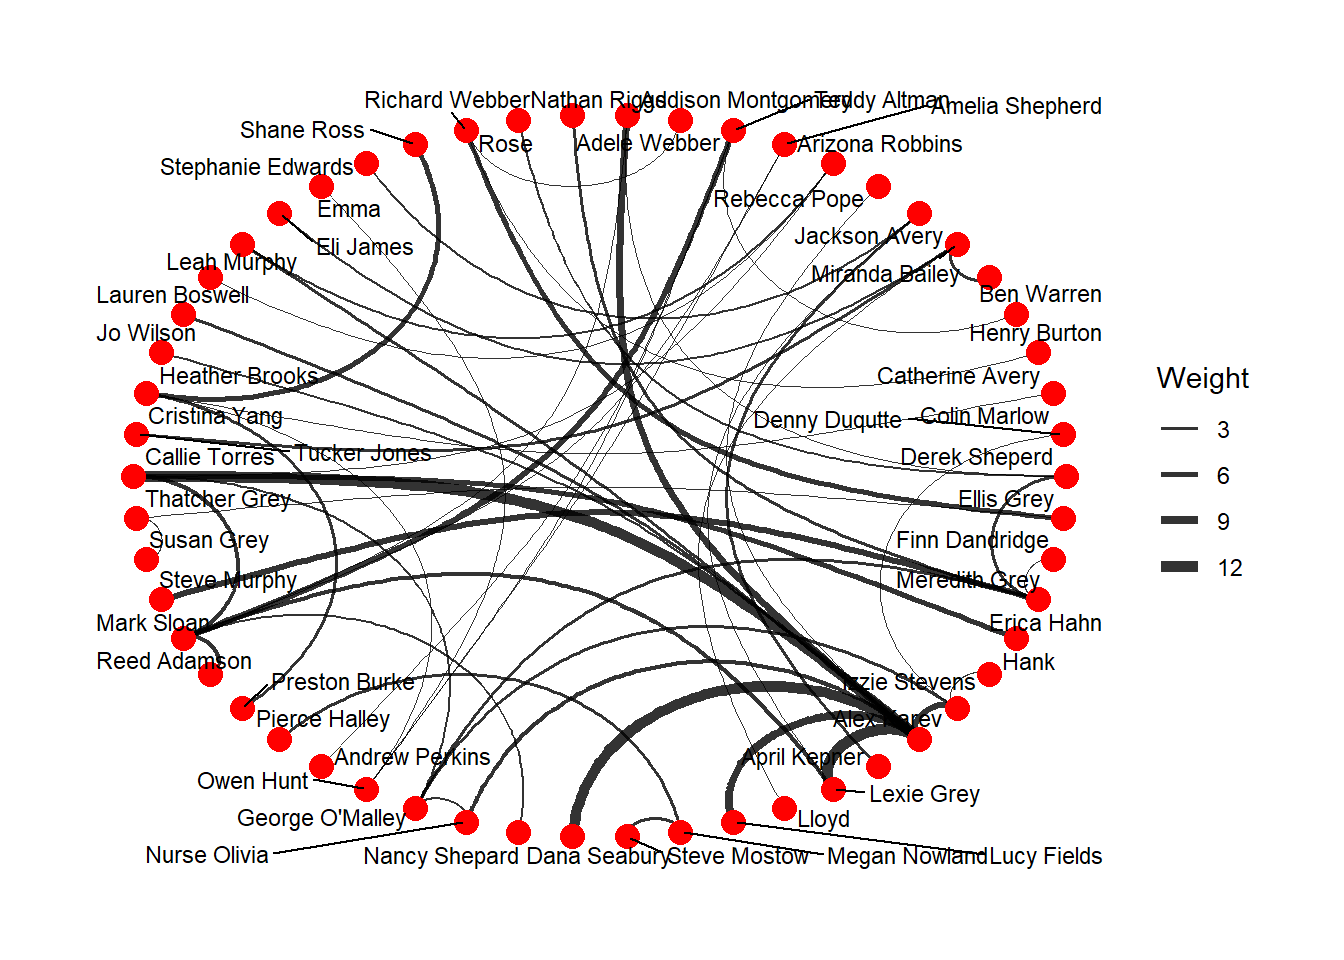 Richard Webber
Nathan Riggs
Addison Montgomery
Teddy Altman
Amelia Shepherd
Shane Ross
Rose
Adele Webber
Arizona Robbins
Stephanie Edwards
Rebecca Pope
Emma
Eli James
Jackson Avery
Leah Murphy
Miranda Bailey
Lauren Boswell
Ben Warren
Jo Wilson
Henry Burton
Heather Brooks
Catherine Avery
Cristina Yang
Denny Duqutte
Colin Marlow
Tucker Jones
Callie Torres
Derek Sheperd
Thatcher Grey
Ellis Grey
Susan Grey
Finn Dandridge
Steve Murphy
Meredith Grey
Mark Sloan
Erica Hahn
Reed Adamson
Hank
Preston Burke
Izzie Stevens
Pierce Halley
Alex Karev
Andrew Perkins
April Kepner
Owen Hunt
Lexie Grey
George O'Malley
Lloyd
Nurse Olivia
Nancy Shepard
Dana Seabury
Steve Mostow
Megan Nowland
Lucy Fields
Weight
3
6
9
12